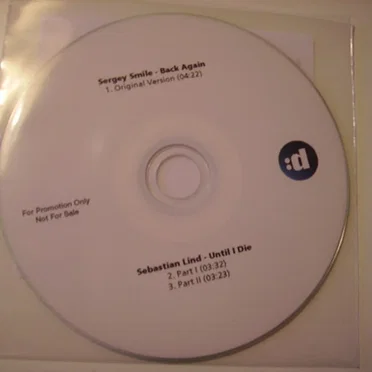 Sergey Smile - Back Again
1. Original Version (04:22)
:d
For Promotion Only
Not For Sale
Sebastian Lind - Until I Die
2. Part I (03:32)
3. Part II (03:23)